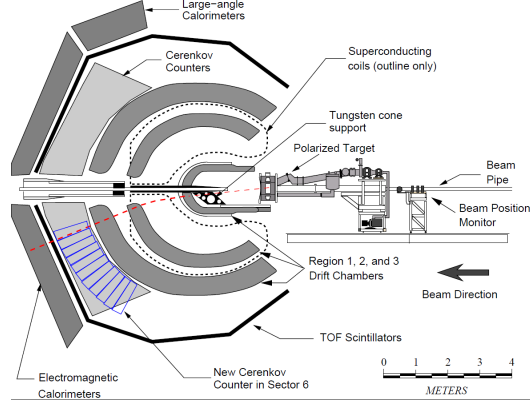 Large−angle
Calorimeters
Cerenkov
Counters
Superconducting
coils (outline only)
Tungsten cone
support
Polarized Target
Beam
Pipe
Beam Position
Monitor
Region 1, 2, and 3
Drift Chambers
Beam Direction
TOF Scintillators
New Cerenkov
Counter in Sector 6
Electromagnetic
Calorimeters
0 1 2 3 4
METERS